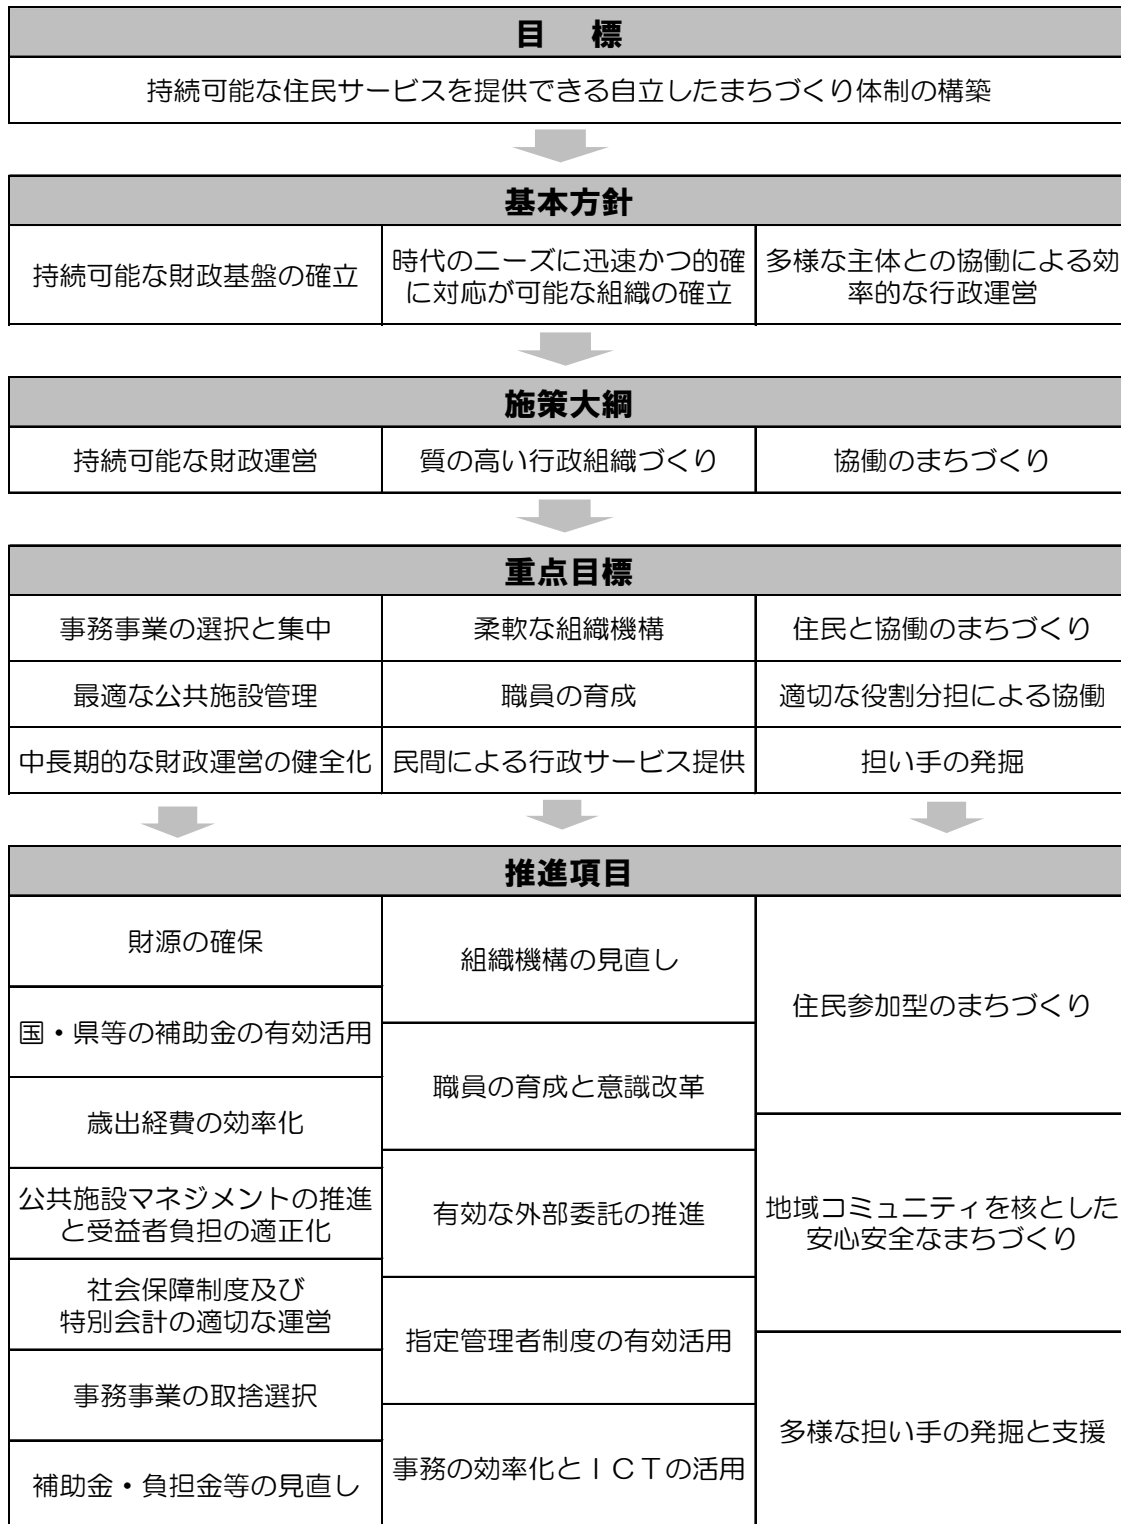 目 標
持続可能な住民サービスを提供できる自立したまちづくり体制の構築
基本方針
持続可能な財政基盤の確立
時代のニーズに迅速かつ的確
に対応が可能な組織の確立
多様な主体との協働による効
率的な行政運営
施策大綱
持続可能な財政運営
質の高い行政組織づくり
協働のまちづくり
重点目標
事務事業の選択と集中
柔軟な組織機構
住民と協働のまちづくり
最適な公共施設管理
職員の育成
適切な役割分担による協働
中長期的な財政運営の健全化
民間による行政サービス提供
担い手の発掘
推進項目
財源の確保
国・県等の補助金の有効活用
歳出経費の効率化
公共施設マネジメントの推進
と受益者負担の適正化
社会保障制度及び
特別会計の適切な運営
事務事業の取捨選択
補助金・負担金等の見直し
組織機構の見直し
職員の育成と意識改革
有効な外部委託の推進
指定管理者制度の有効活用
事務の効率化とＩＣＴの活用
住民参加型のまちづくり
地域コミュニティを核とした
安心安全なまちづくり
多様な担い手の発掘と支援